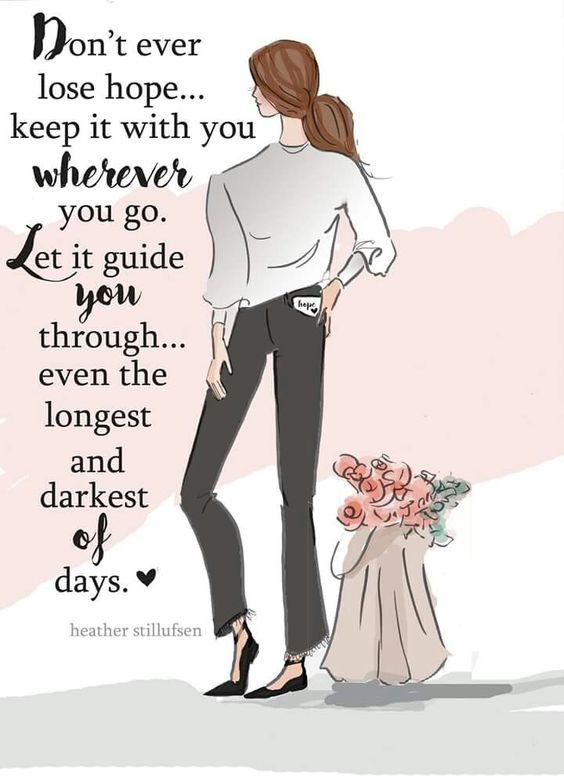 Don't ever
lose hope...
keep it with you
wherever
you go.
Let it guide
you
through...
even the
longest
and
darkest
of
days. ♥
heather stillufsen
hope